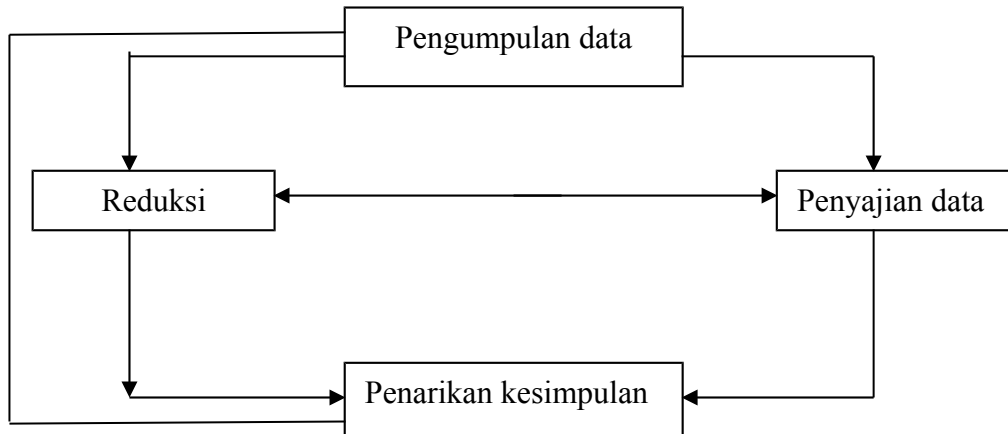 Pengumpulan data
Reduksi
Penyajian data
Penarikan kesimpulan